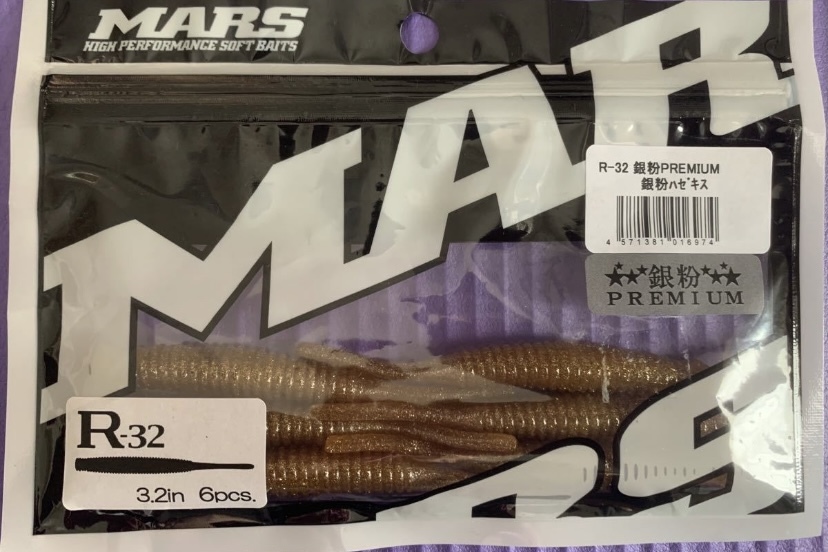 MARS
HIGH PERFORMANCE SOFT BAITS
MARS
R-32 銀粉PREMIUM
銀粉ハゼキス
4 571381 016974
★★★銀粉★★★
PREMIUM
R-32
3.2in 6pcs.